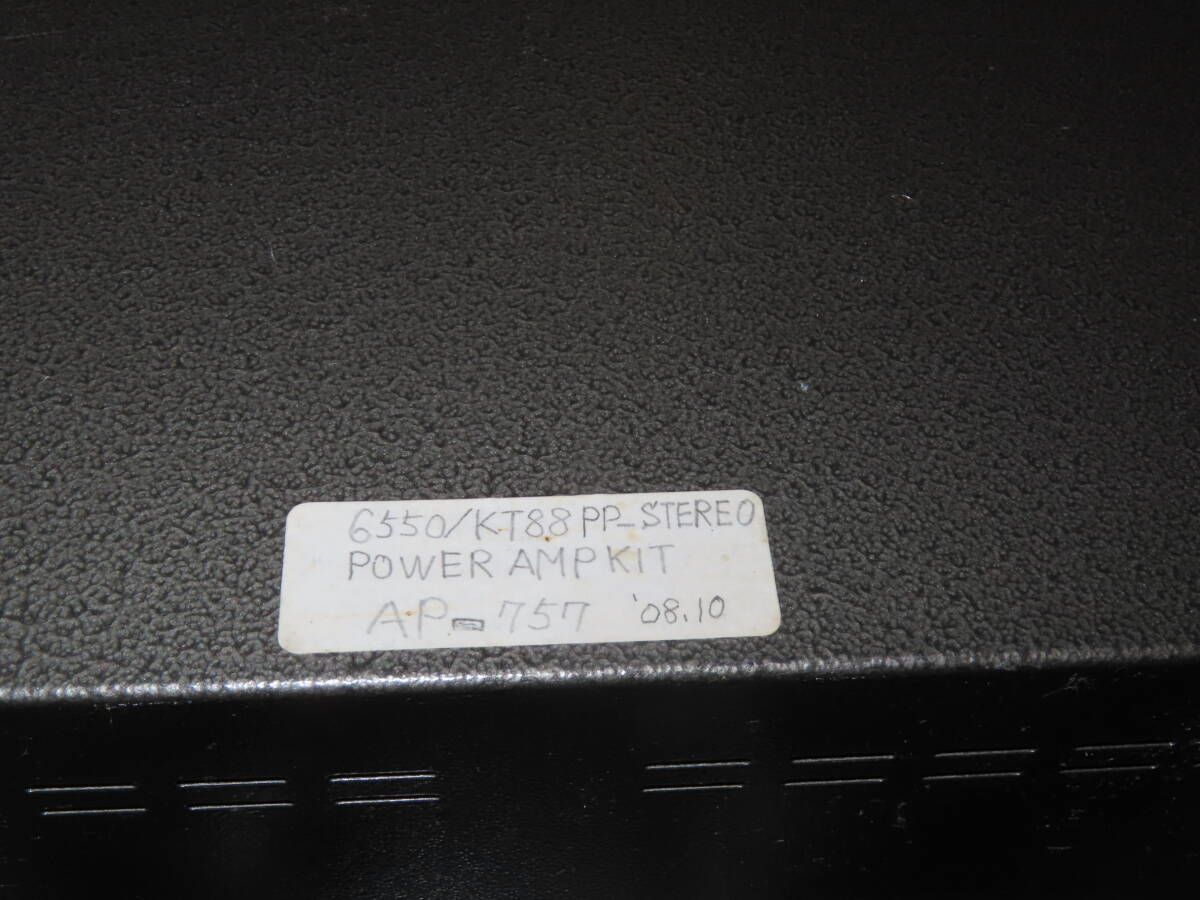 6550/KT88 PP-STEREO
POWER AMP KIT
AP-757 '08.10